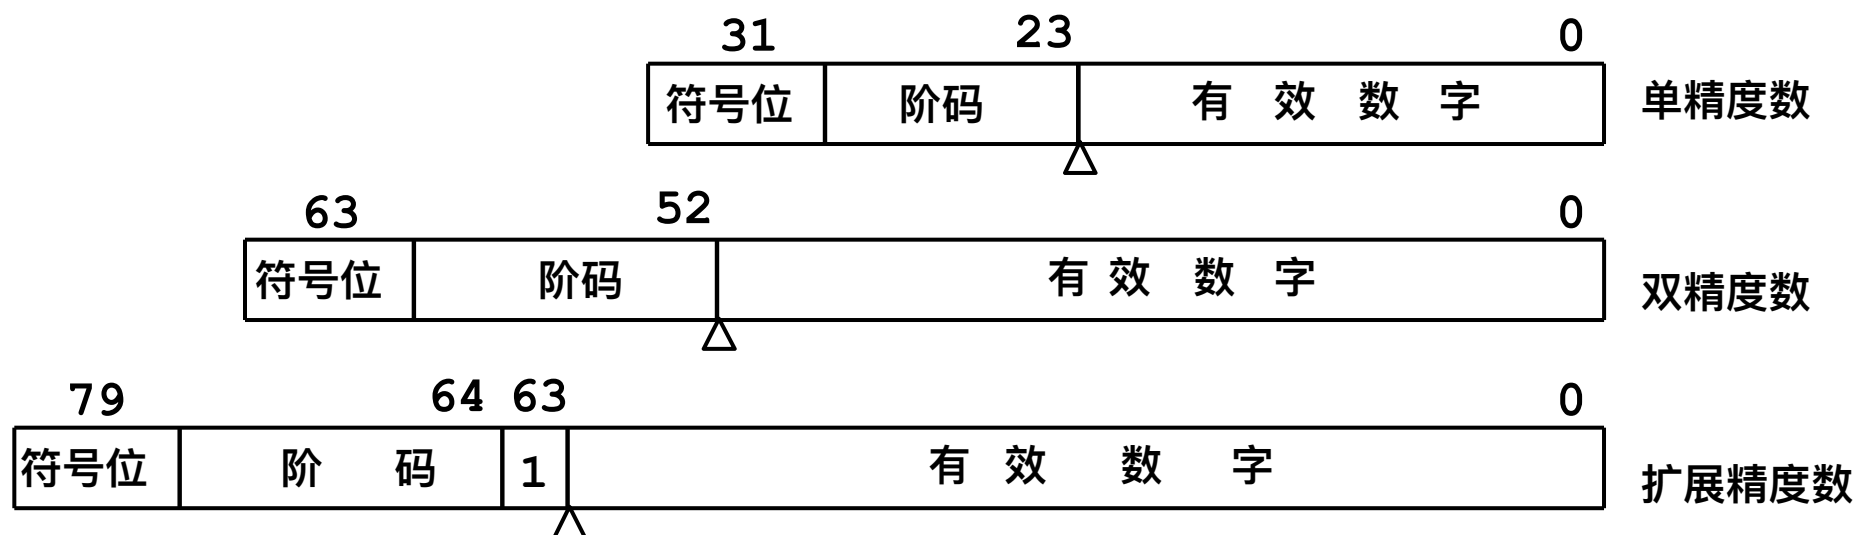 31 23 0
符号位 阶码 有效数字 单精度数
63 52 0
符号位 阶码 有效数字 双精度数
79 64 63 0
符号位 阶码 1 有效数字 扩展精度数